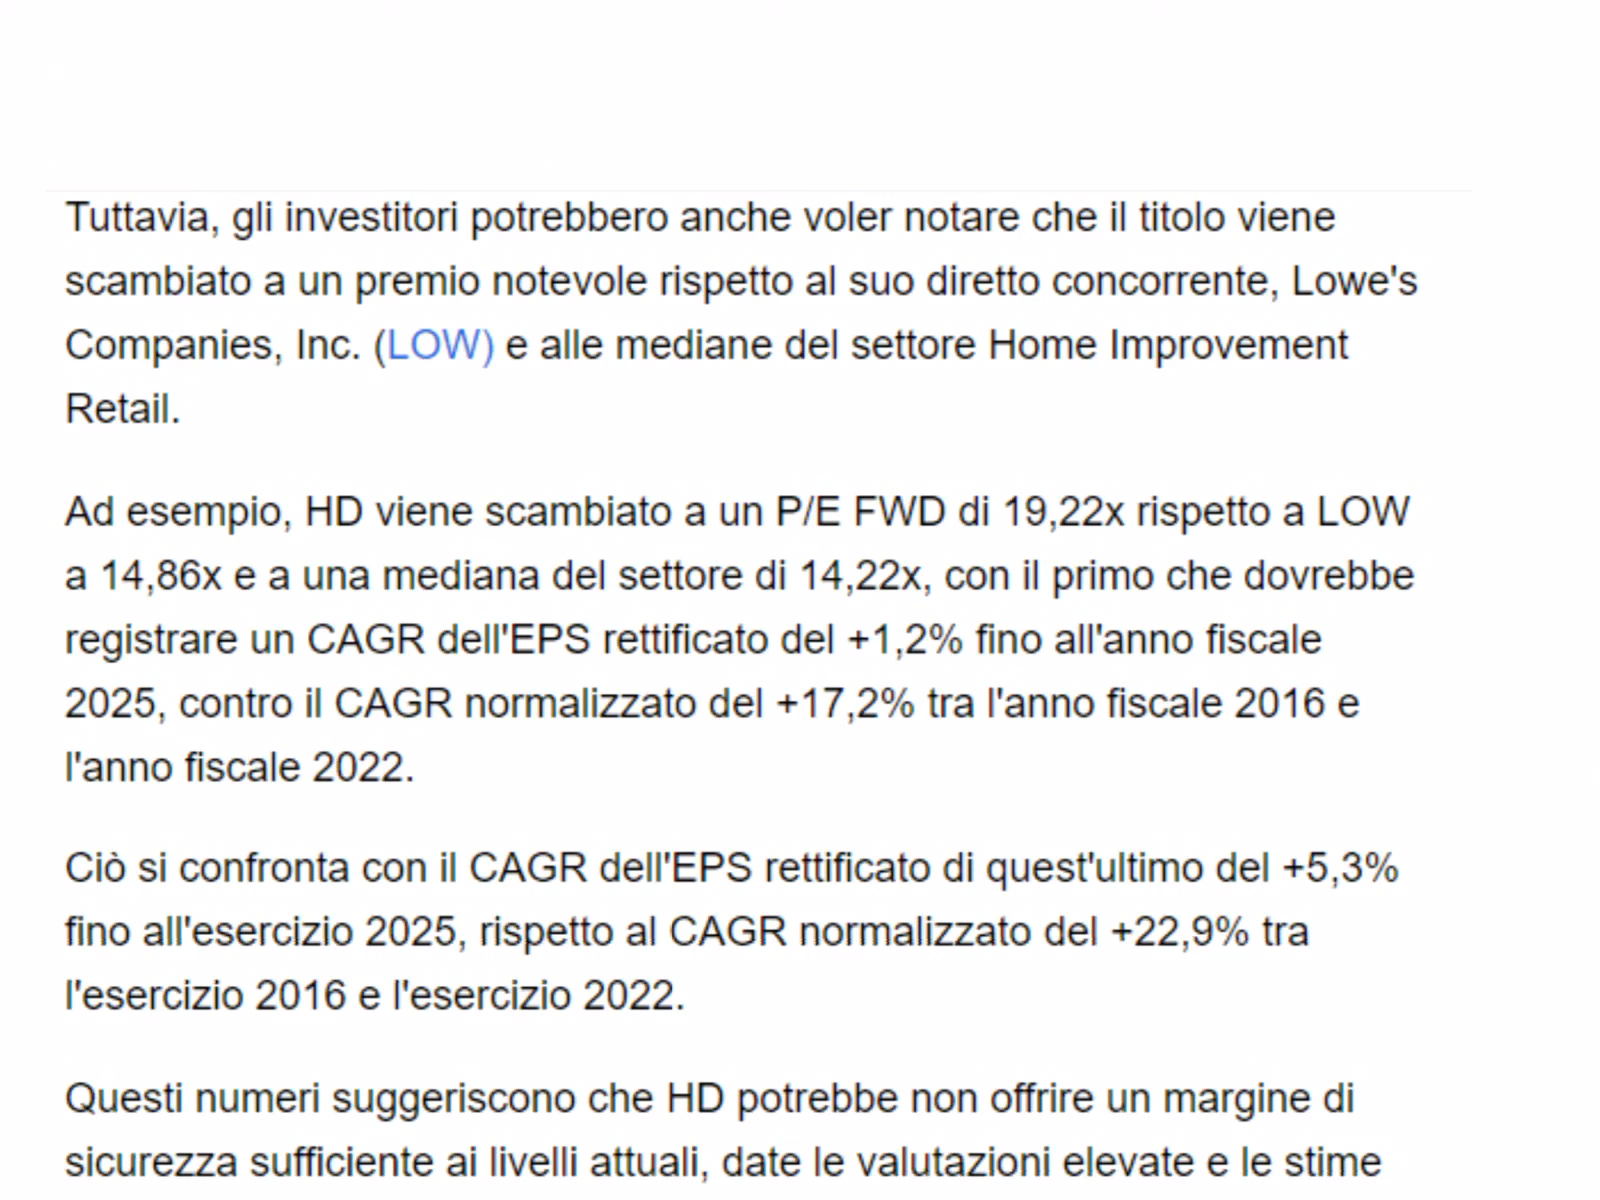 Tuttavia, gli investitori potrebbero anche voler notare che il titolo viene
scambiato a un premio notevole rispetto al suo diretto concorrente, Lowe's
Companies, Inc. (LOW) e alle mediane del settore Home Improvement
Retail.
Ad esempio, HD viene scambiato a un P/E FWD di 19,22x rispetto a LOW
a 14,86x e a una mediana del settore di 14,22x, con il primo che dovrebbe
registrare un CAGR dell'EPS rettificato del +1,2% fino all'anno fiscale
2025, contro il CAGR normalizzato del +17,2% tra l'anno fiscale 2016 e
l'anno fiscale 2022.
Ciò si confronta con il CAGR dell'EPS rettificato di quest'ultimo del +5,3%
fino all'esercizio 2025, rispetto al CAGR normalizzato del +22,9% tra
l'esercizio 2016 e l'esercizio 2022.
Questi numeri suggeriscono che HD potrebbe non offrire un margine di
sicurezza sufficiente ai livelli attuali, date le valutazioni elevate e le stime